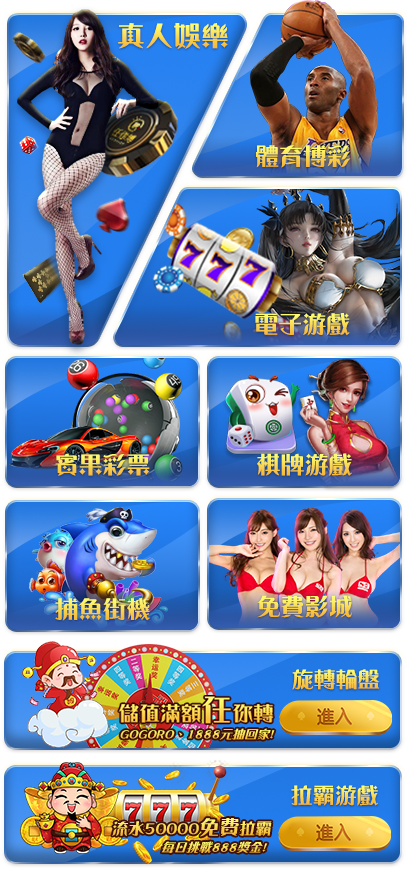 真人娛樂
體育博彩
777
電子游戲
賓果彩票
棋牌游戲
捕魚街機
免費影城
旋轉輪盤
儲值滿額任你轉
GOGORO、1888元抽回家!
進入
拉霸游戲
777
流水50000免費拉霸
每日挑戰888獎金!
進入